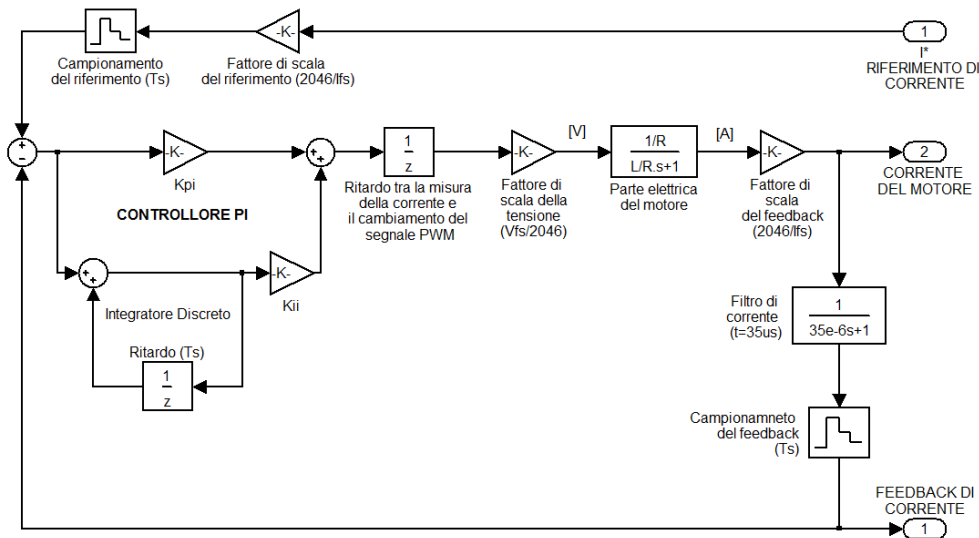 -K-
1
I*
RIFERIMENTO DI
CORRENTE
Campionamento
del riferimento (Ts)
Fattore di scala
del riferimento (2046/Ifs)
+
-
-K-
Kpi
CONTROLLORE PI
+
+
1
z
Ritardo tra la misura
della corrente e
il cambiamento del
segnale PWM
-K-
Fattore di
scala della
tensione
(Vfs/2046)
[V]
1/R
L/R.s+1
Parte elettrica
del motore
[A]
-K-
Fattore di
scala
del feedback
(2046/Ifs)
2
CORRENTE
DEL MOTORE
+
+
-K-
Kii
Integratore Discreto
Ritardo (Ts)
1
z
Filtro di
corrente
(t=35us)
1
35e-6s+1
Campionamneto
del feedback
(Ts)
FEEDBACK DI
CORRENTE
1